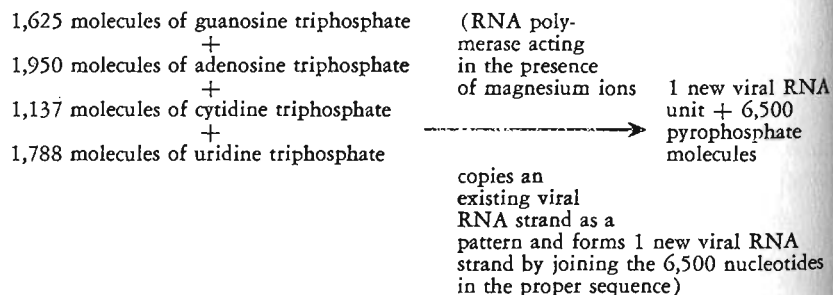 1,625 molecules of guanosine triphosphate
+
1,950 molecules of adenosine triphosphate
+
1,137 molecules of cytidine triphosphate
+
1,788 molecules of uridine triphosphate
(RNA poly-
merase acting
in the presence
of magnesium ions
1 new viral RNA
unit + 6,500
pyrophosphate
molecules
copies an
existing viral
RNA strand as a
pattern and forms 1 new viral RNA
strand by joining the 6,500 nucleotides
in the proper sequence)